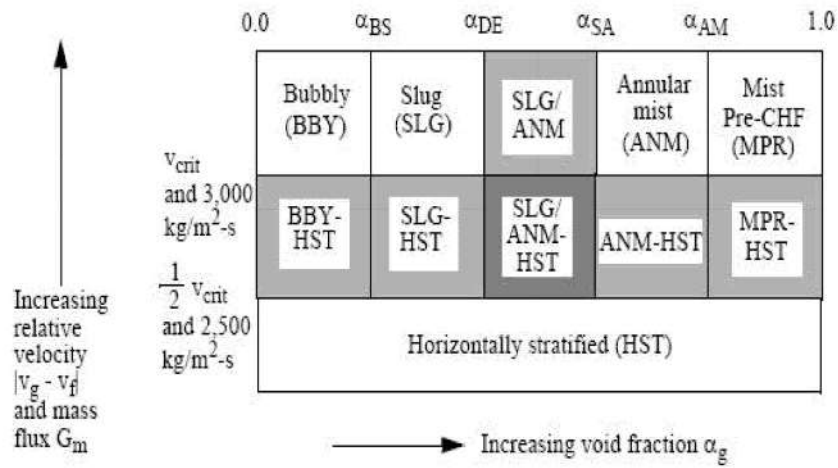 0.0 αBS αDE αSA αAM 1.0
Bubbly
(BBY)
Slug
(SLG)
SLG/
ANM
Annular
mist
(ANM)
Mist
Pre-CHF
(MPR)
vcrit
and 3,000
kg/m²-s
BBY-
HST
SLG-
HST
SLG/
ANM-
HST
ANM-HST
MPR-
HST
1/2 vcrit
and 2,500
kg/m²-s
Horizontally stratified (HST)
Increasing
relative
velocity
|vg - vf|
and mass
flux Gm
Increasing void fraction αg